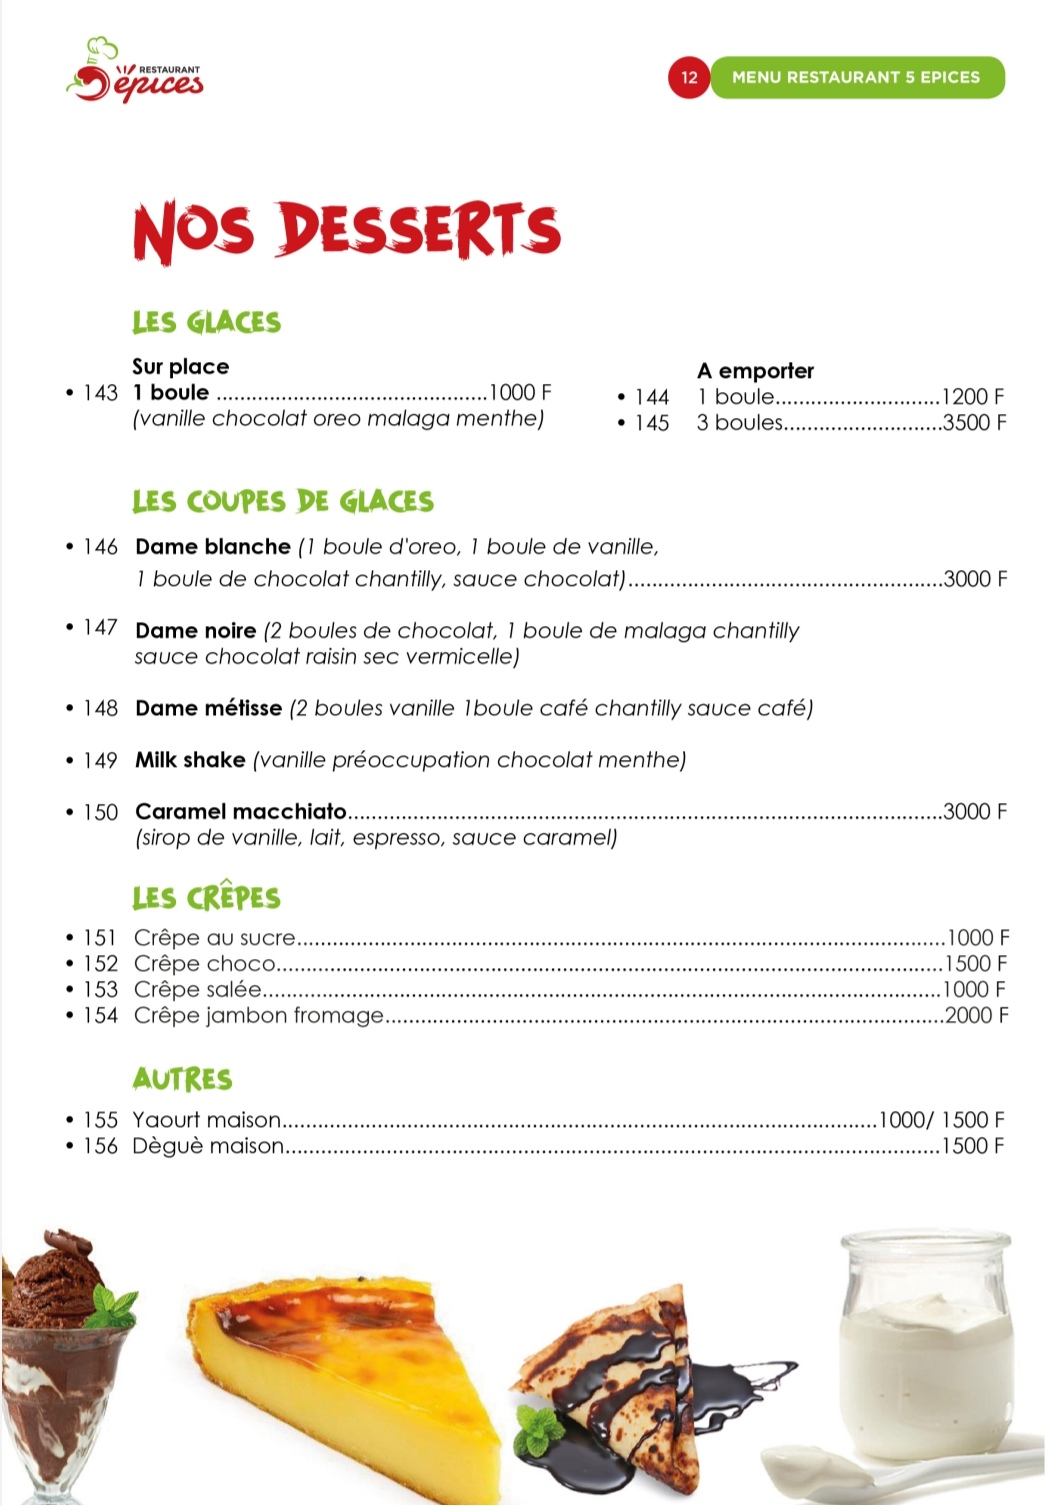 RESTAURANT
5 épices
12 MENU RESTAURANT 5 EPICES
NOS DESSERTS
LES GLACES
Sur place
• 143 1 boule ..............................................1000 F
(vanille chocolat oreo malaga menthe)
A emporter
• 144 1 boule............................1200 F
• 145 3 boules...........................3500 F
LES COUPES DE GLACES
• 146 Dame blanche (1 boule d'oreo, 1 boule de vanille,
1 boule de chocolat chantilly, sauce chocolat).....................................................3000 F
• 147 Dame noire (2 boules de chocolat, 1 boule de malaga chantilly
sauce chocolat raisin sec vermicelle)
• 148 Dame métisse (2 boules vanille 1boule café chantilly sauce café)
• 149 Milk shake (vanille préoccupation chocolat menthe)
• 150 Caramel macchiato.....................................................................................................3000 F
(sirop de vanille, lait, espresso, sauce caramel)
LES CRÊPES
• 151 Crêpe au sucre..............................................................................................................1000 F
• 152 Crêpe choco.................................................................................................................1500 F
• 153 Crêpe salée...................................................................................................................1000 F
• 154 Crêpe jambon fromage...............................................................................................2000 F
AUTRES
• 155 Yaourt maison.....................................................................................................1000/ 1500 F
• 156 Dèguè maison...............................................................................................................1500 F